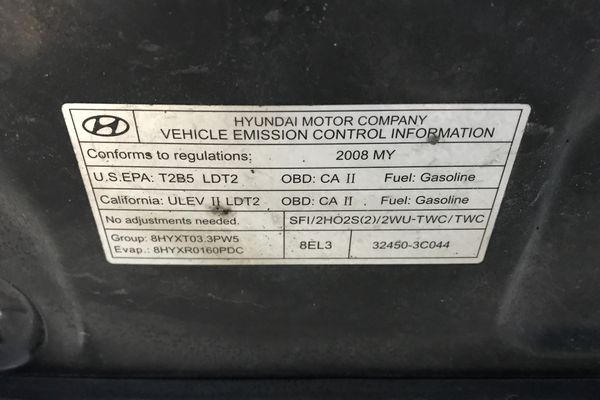 HYUNDAI MOTOR COMPANY
VEHICLE EMISSION CONTROL INFORMATION
Conforms to regulations: 2008 MY
U.S.EPA: T2B5 LDT2 OBD: CA II Fuel: Gasoline
California: ULEV II LDT2 OBD: CA II Fuel: Gasoline
No adjustments needed. SFI/2HO2S(2)/2WU-TWC/TWC
Group: 8HYXT03.3PW5 8EL3 32450-3C044
Evap.: 8HYXR0160PDC